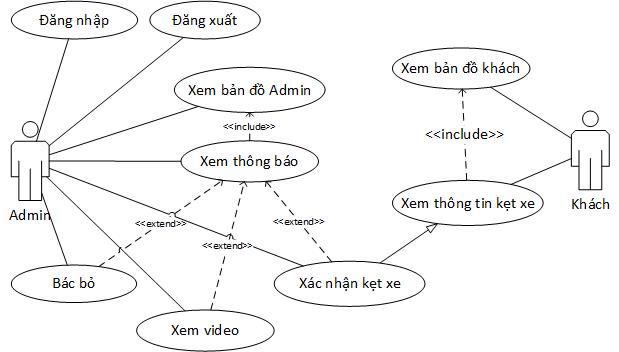 Đăng nhập
Đăng xuất
Xem bản đồ khách
Xem bản đồ Admin
<<include>>
<<include>>
Xem thông báo
Admin
Xem thông tin kẹt xe
Khách
<<extend>>
<<extend>>
<<extend>>
Bác bỏ
Xác nhận kẹt xe
Xem video